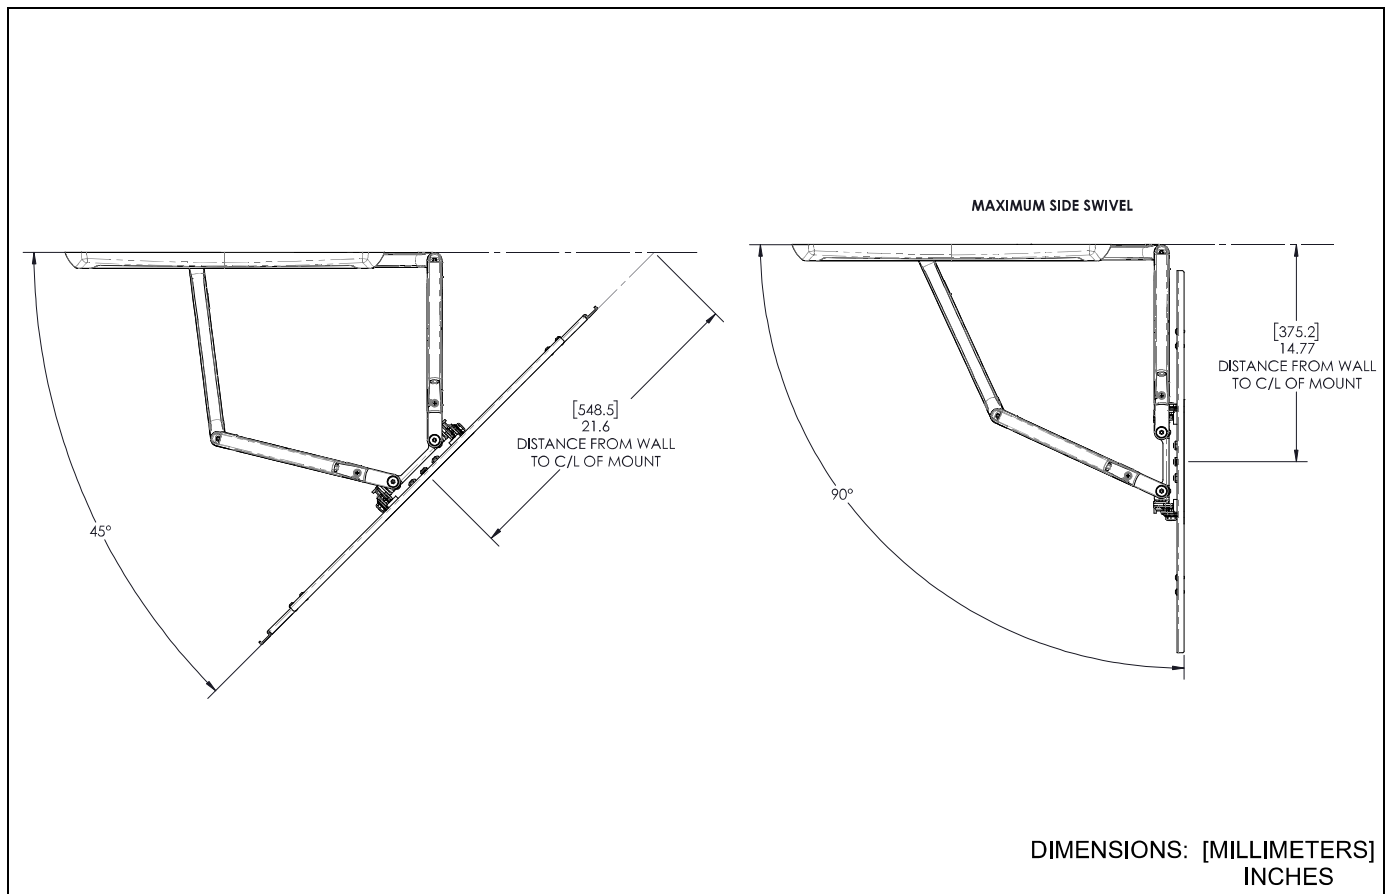 MAXIMUM SIDE SWIVEL
[548.5]
21.6
DISTANCE FROM WALL
TO C/L OF MOUNT
45°
[375.2]
14.77
DISTANCE FROM WALL
TO C/L OF MOUNT
90°
DIMENSIONS: [MILLIMETERS]
INCHES